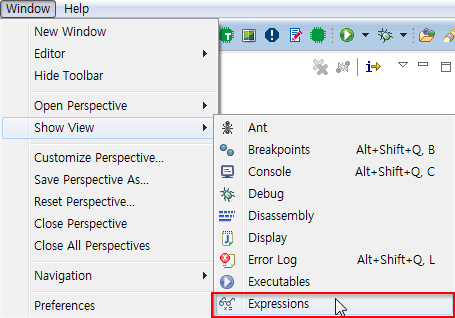 Window Help
New Window
Editor
Hide Toolbar
Open Perspective
Show View
Customize Perspective...
Save Perspective As...
Reset Perspective...
Close Perspective
Close All Perspectives
Navigation
Preferences
Ant
Breakpoints Alt+Shift+Q, B
Console Alt+Shift+Q, C
Debug
Disassembly
Display
Error Log Alt+Shift+Q, L
Executables
Expressions